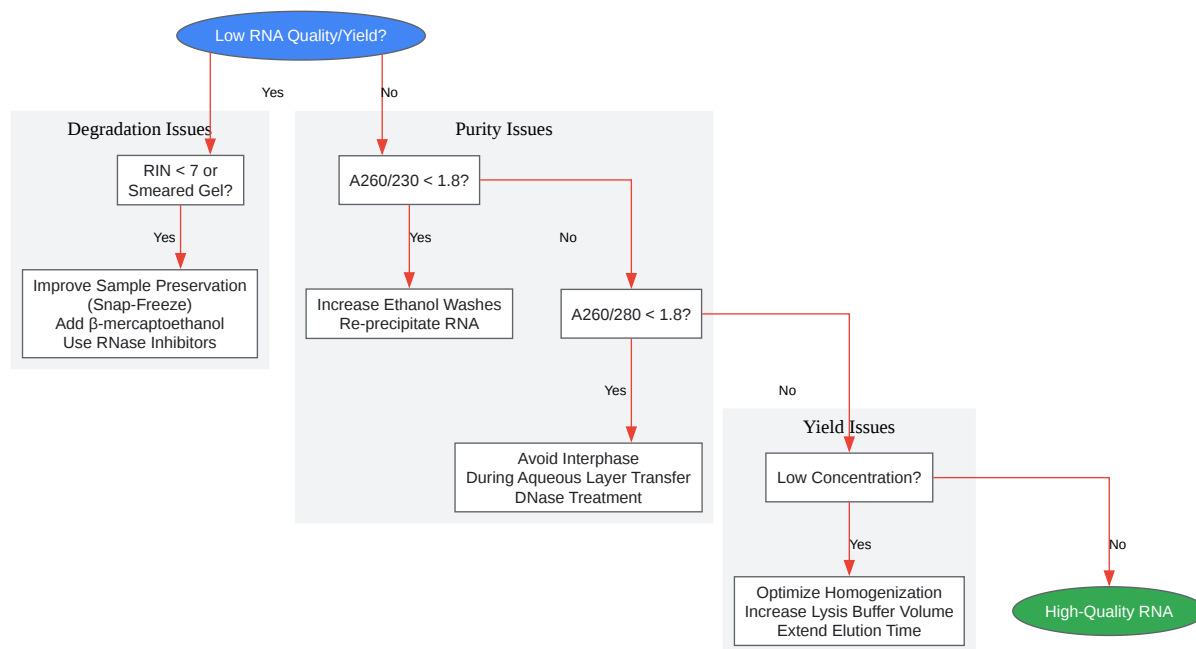 Low RNA Quality/Yield?
Yes
No
Degradation Issues
RIN < 7 or
Smeared Gel?
Yes
Improve Sample Preservation
(Snap-Freeze)
Add β-mercaptoethanol
Use RNase Inhibitors
Purity Issues
A260/230 < 1.8?
Yes
No
Increase Ethanol Washes
Re-precipitate RNA
A260/280 < 1.8?
Yes
No
Avoid Interphase
During Aqueous Layer Transfer
DNase Treatment
Yield Issues
Low Concentration?
Yes
No
Optimize Homogenization
Increase Lysis Buffer Volume
Extend Elution Time
High-Quality RNA